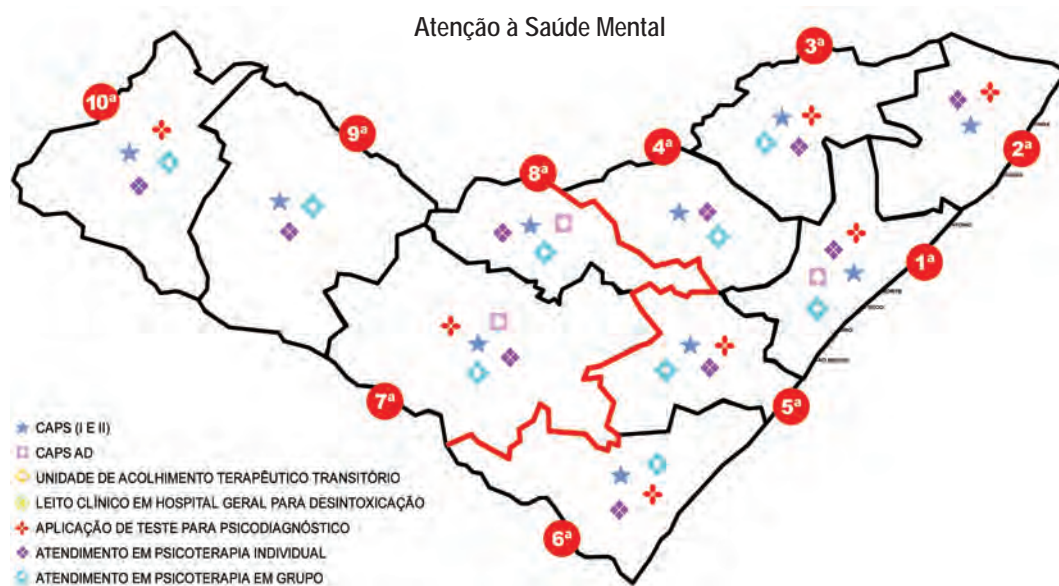 Atenção à Saúde Mental
3ª
10ª
9ª
4ª
2ª
8ª
1ª
7ª
5ª
6ª
CAPS (I E II)
CAPS AD
UNIDADE DE ACOLHIMENTO TERAPÊUTICO TRANSITÓRIO
LEITO CLÍNICO EM HOSPITAL GERAL PARA DESINTOXICAÇÃO
APLICAÇÃO DE TESTE PARA PSICODIAGNÓSTICO
ATENDIMENTO EM PSICOTERAPIA INDIVIDUAL
ATENDIMENTO EM PSICOTERAPIA EM GRUPO